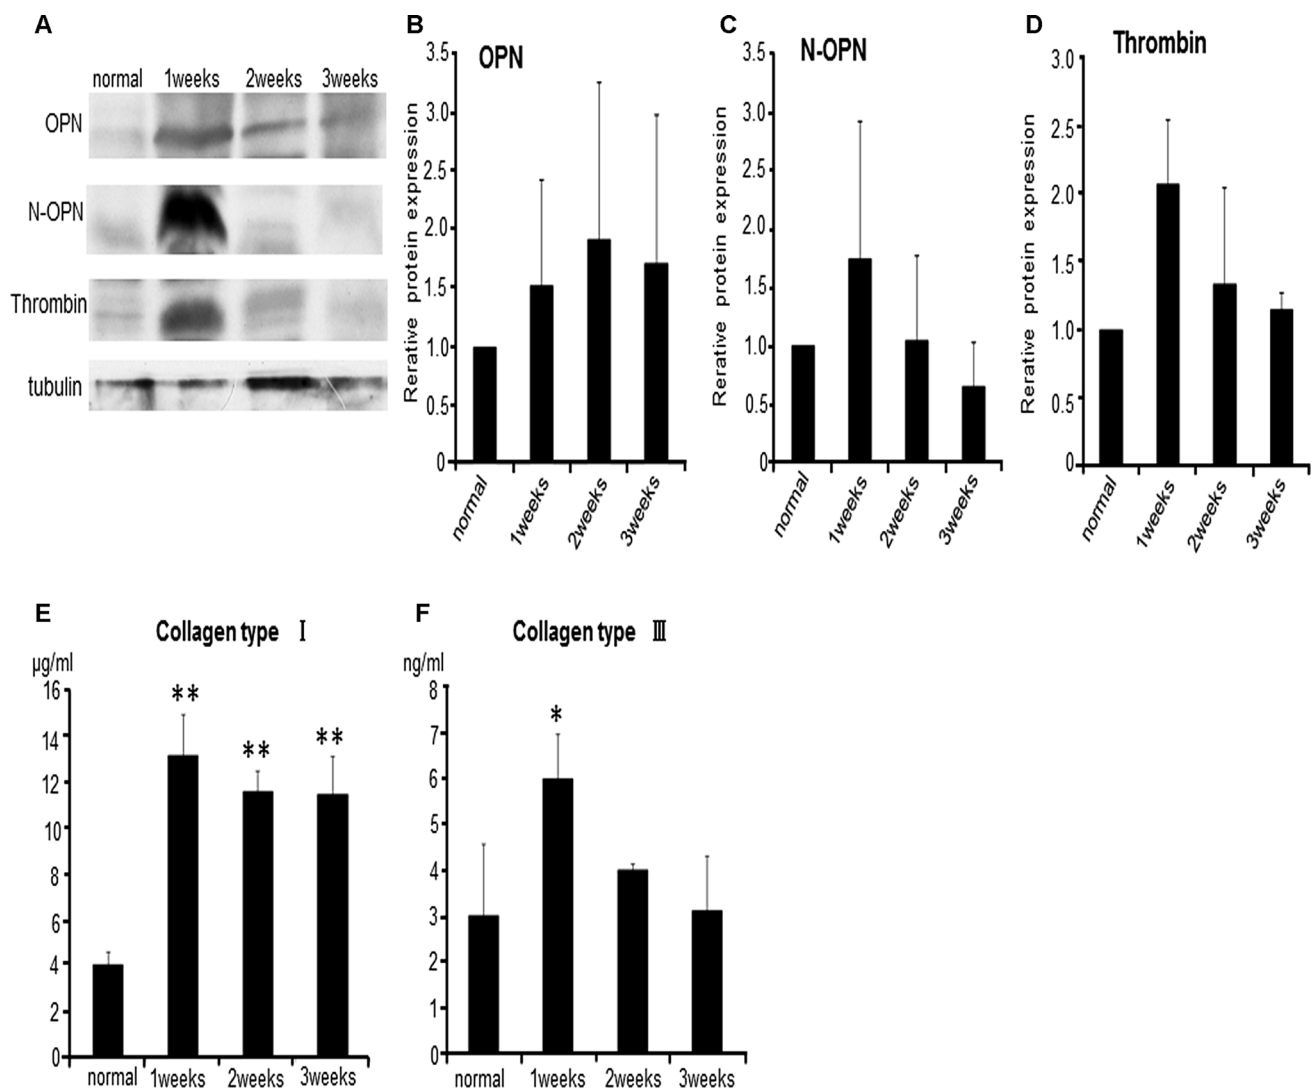 A
normal 1weeks 2weeks 3weeks
OPN
N-OPN
Thrombin
tubulin
B
OPN
Rerative protein expression
3.5
3.0
2.5
2.0
1.5
1.0
0.5
0
normal 1weeks 2weeks 3weeks
C
N-OPN
Rerative protein expression
3.5
3.0
2.5
2.0
1.5
1.0
0.5
0
normal 1weeks 2weeks 3weeks
D
Thrombin
Rerative protein expression
3.0
2.5
2.0
1.5
1.0
0.5
0
normal 1weeks 2weeks 3weeks
E
Collagen type Ⅰ
μg/ml
16
14
12
10
8
6
4
2
0
** ** **
normal 1weeks 2weeks 3weeks
F
Collagen type Ⅲ
ng/ml
8
7
6
5
4
3
2
1
0
*
normal 1weeks 2weeks 3weeks